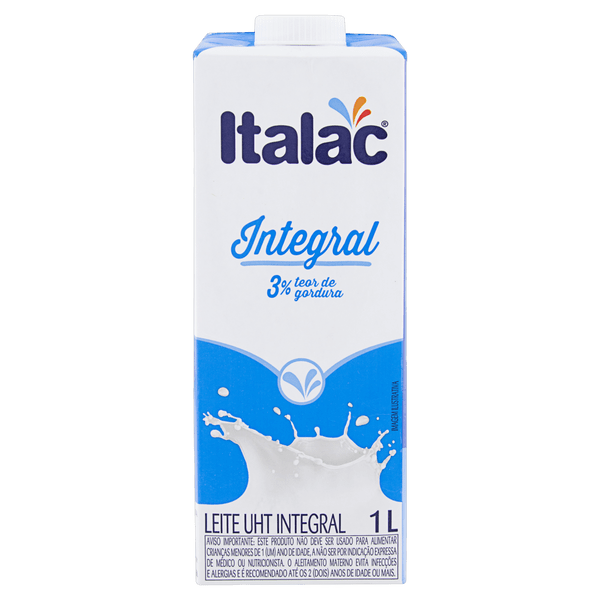 Italac®
Integral
3% teor de
gordura
IMAGEM ILUSTRATIVA
LEITE UHT INTEGRAL 1L
AVISO IMPORTANTE: ESTE PRODUTO NÃO DEVE SER USADO PARA ALIMENTAR
CRIANÇAS MENORES DE 1 (UM) ANO DE IDADE, A NÃO SER POR INDICAÇÃO EXPRESSA
DE MÉDICO OU NUTRICIONISTA. O ALEITAMENTO MATERNO EVITA INFECÇÕES
E ALERGIAS E É RECOMENDADO ATÉ OS 2 (DOIS) ANOS DE IDADE OU MAIS.